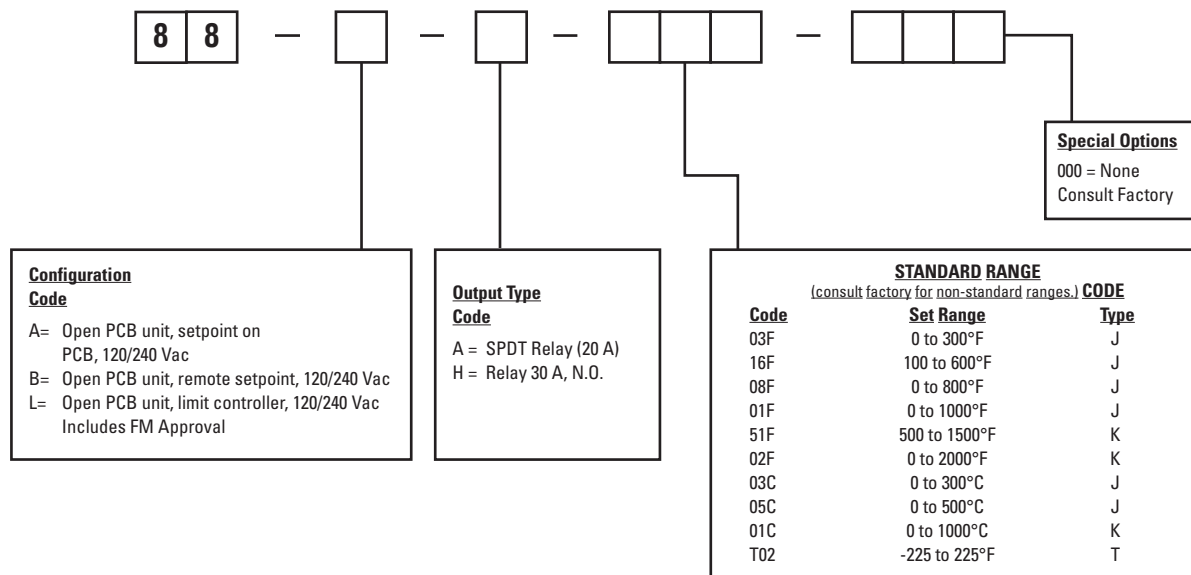 8 8 – – – –
Special Options
000 = None
Consult Factory
Configuration
Code
A= Open PCB unit, setpoint on
PCB, 120/240 Vac
B= Open PCB unit, remote setpoint, 120/240 Vac
L= Open PCB unit, limit controller, 120/240 Vac
Includes FM Approval
Output Type
Code
A = SPDT Relay (20 A)
H = Relay 30 A, N.O.
STANDARD RANGE
(consult factory for non-standard ranges.) CODE
Code Set Range Type
03F 0 to 300°F J
16F 100 to 600°F J
08F 0 to 800°F J
01F 0 to 1000°F J
51F 500 to 1500°F K
02F 0 to 2000°F K
03C 0 to 300°C J
05C 0 to 500°C J
01C 0 to 1000°C K
T02 -225 to 225°F T